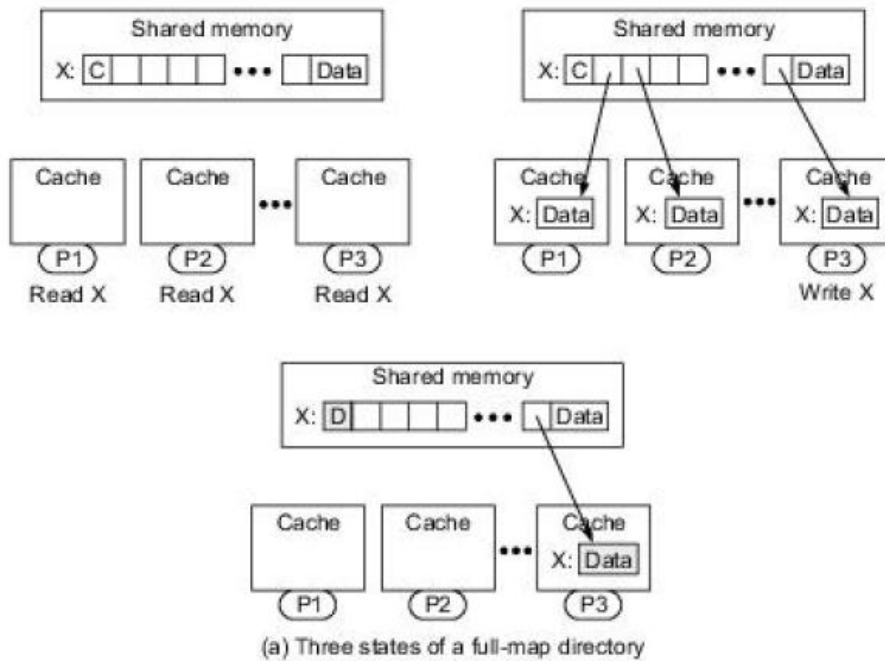 Shared memory
X: C ••• Data
Cache Cache ••• Cache
P1 P2 P3
Read X Read X Read X
Shared memory
X: C ••• Data
Cache Cache Cache
X: Data X: Data ••• X: Data
P1 P2 P3
Write X
Shared memory
X: D ••• Data
Cache Cache Cache
••• X: Data
P1 P2 P3
(a) Three states of a full-map directory